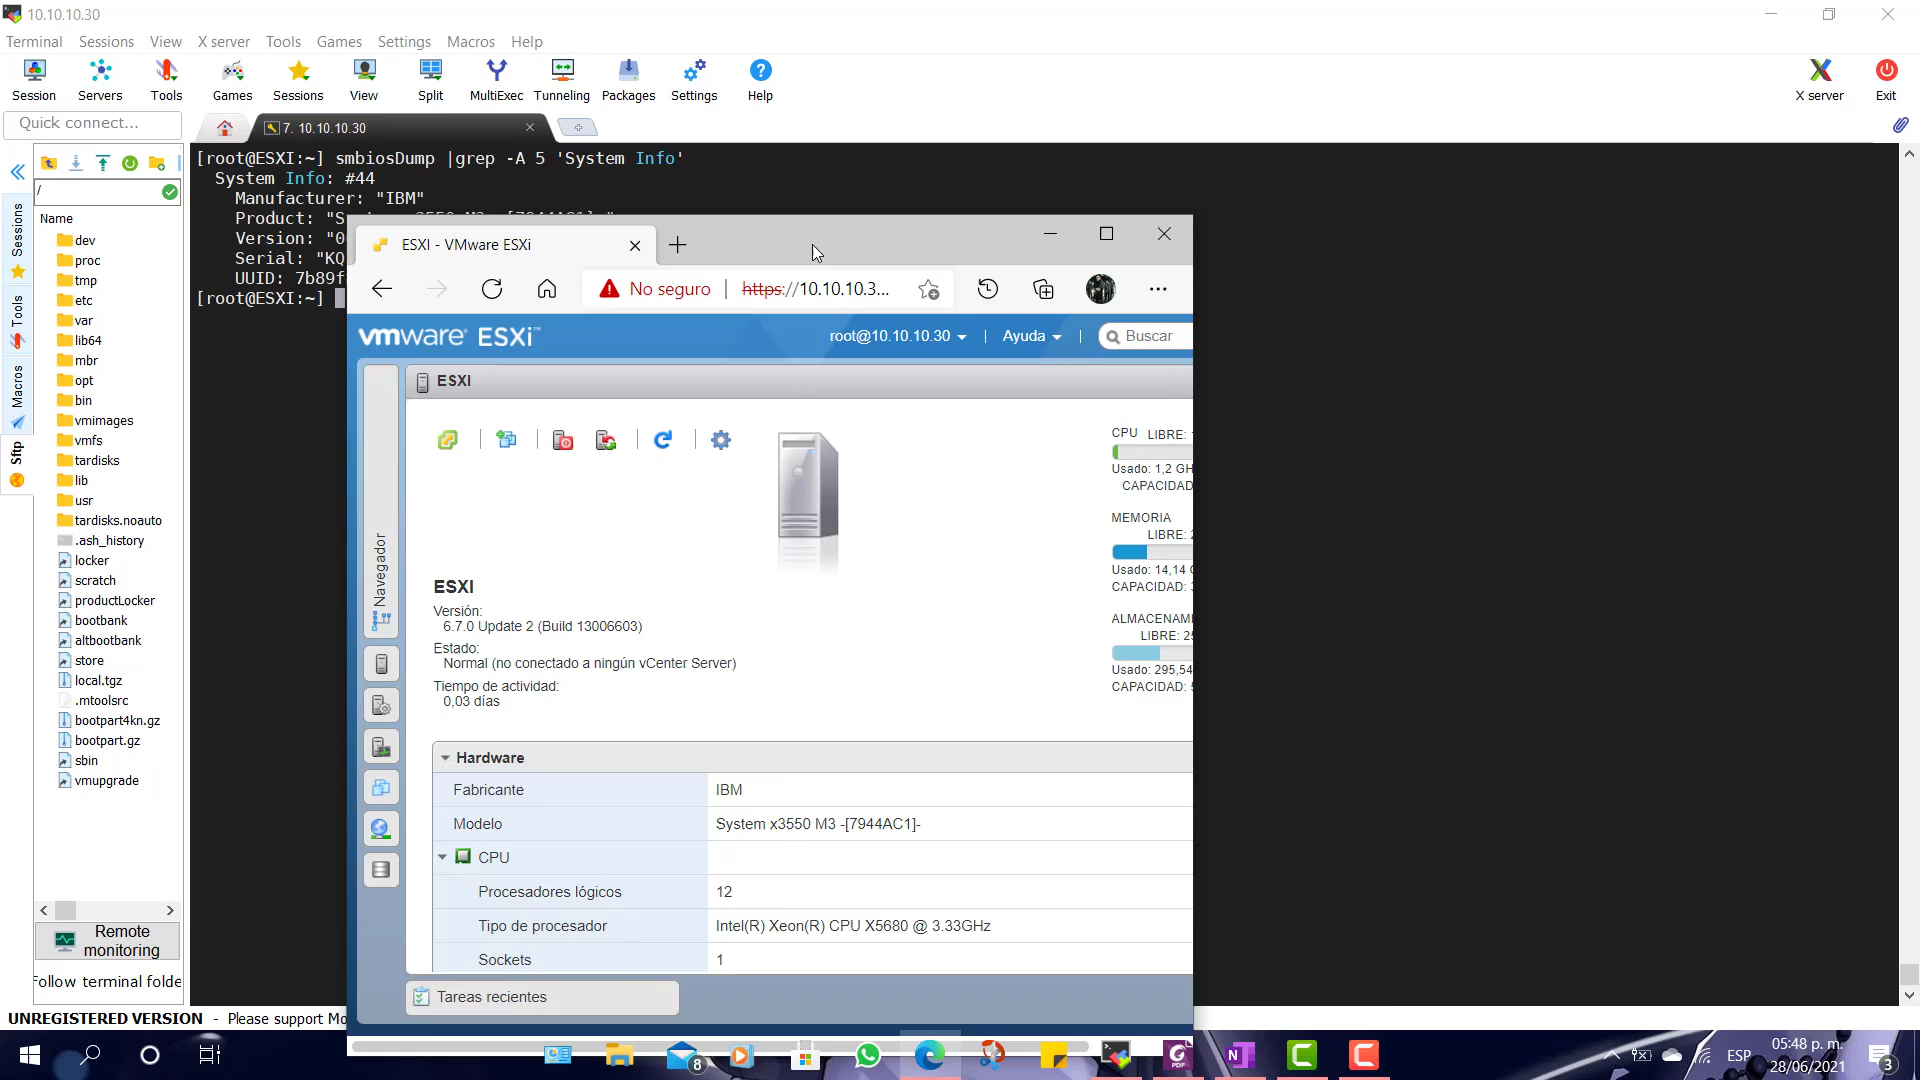 10.10.10.30
Terminal Sessions View X server Tools Games Settings Macros Help
Session Servers Tools Games Sessions View Split MultiExec Tunneling Packages Settings Help X server Exit
Quick connect...
7. 10.10.10.30
/
Name
dev
proc
tmp
etc
var
lib64
mbr
opt
bin
vmimages
vmfs
tardisks
lib
usr
tardisks.noauto
.ash_history
locker
scratch
productLocker
bootbank
altbootbank
store
local.tgz
.mtoolsrc
bootpart4kn.gz
bootpart.gz
sbin
vmupgrade
Sessions
Tools
Macros
Sftp
Remote
monitoring
Follow terminal folde
[root@ESXI:~] smbiosDump |grep -A 5 'System Info'
System Info: #44
Manufacturer: "IBM"
Product: "S
Version: "0
Serial: "KQ
UUID: 7b89f
[root@ESXI:~]
ESXI - VMware ESXi
No seguro | https://10.10.10.3...
vmware ESXi™
root@10.10.10.30 | Ayuda | Buscar
ESXI
Navegador
ESXI
Versión:
6.7.0 Update 2 (Build 13006603)
Estado:
Normal (no conectado a ningún vCenter Server)
Tiempo de actividad:
0,03 días
CPU LIBRE:
Usado: 1,2 GH
CAPACIDAD
MEMORIA
LIBRE: 2
Usado: 14,14
CAPACIDAD:
ALMACENAM
LIBRE: 25
Usado: 295,54
CAPACIDAD:
Hardware
Fabricante IBM
Modelo System x3550 M3 -[7944AC1]-
CPU
Procesadores lógicos 12
Tipo de procesador Intel(R) Xeon(R) CPU X5680 @ 3.33GHz
Sockets 1
Tareas recientes
UNREGISTERED VERSION - Please support Mo
8
ESP
05:48 p. m.
28/06/2021
3